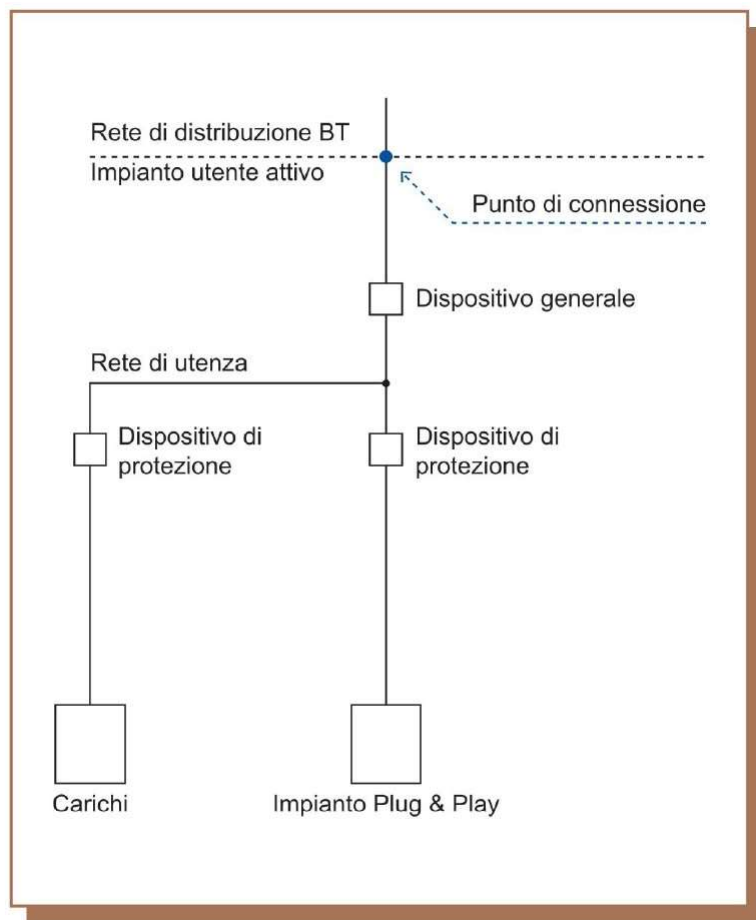 Rete di distribuzione BT
Impianto utente attivo
Punto di connessione
Dispositivo generale
Rete di utenza
Dispositivo di
protezione
Dispositivo di
protezione
Carichi
Impianto Plug & Play